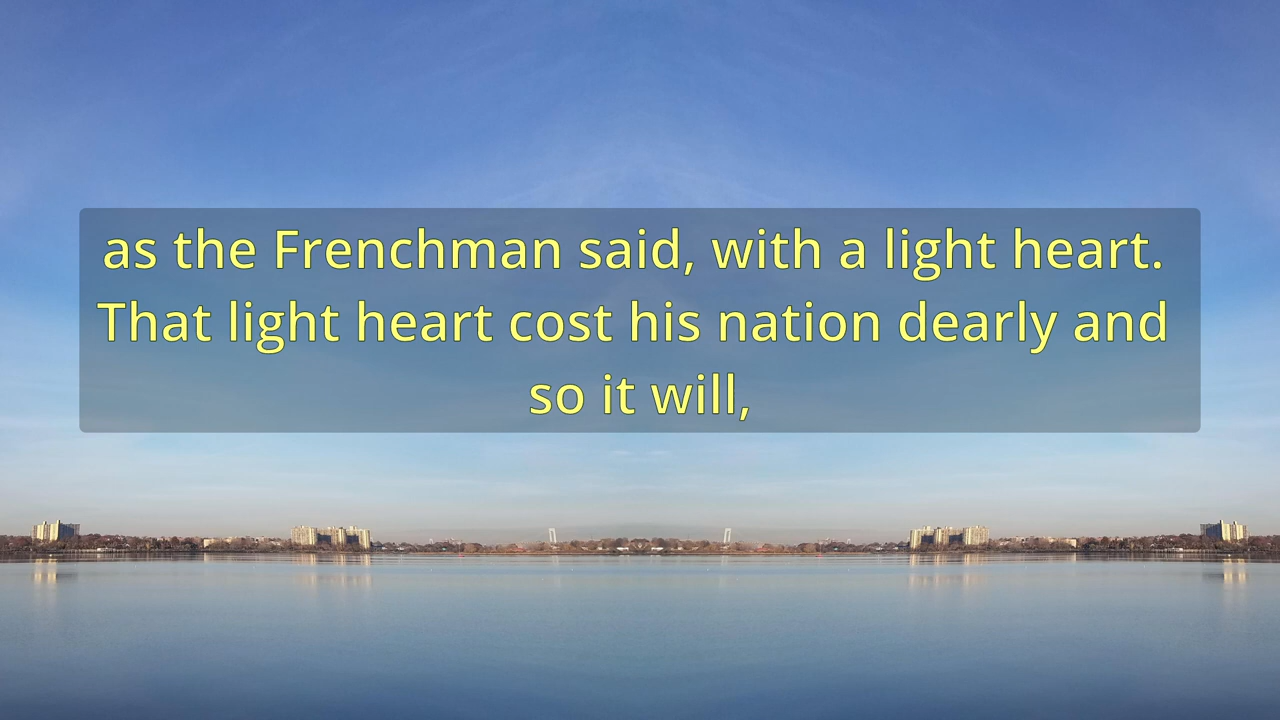 as the Frenchman said, with a light heart.
That light heart cost his nation dearly and
so it will,